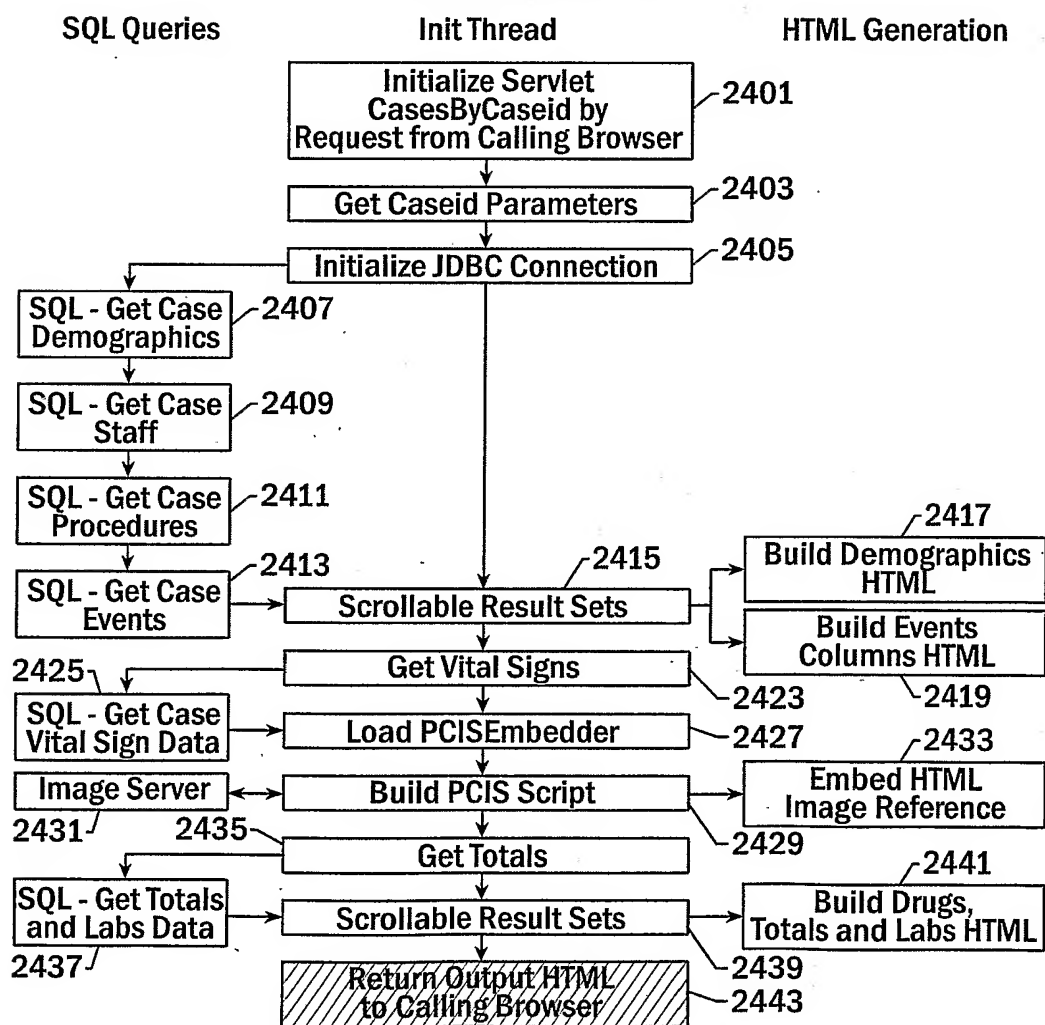 SQL Queries
Init Thread
HTML Generation
Initialize Servlet
CasesByCaseid by
Request from Calling Browser
2401
Get Caseid Parameters
2403
Initialize JDBC Connection
2405
SQL - Get Case
Demographics
2407
SQL - Get Case
Staff
2409
SQL - Get Case
Procedures
2411
SQL - Get Case
Events
2413
Scrollable Result Sets
2415
2417
Build Demographics
HTML
Build Events
Columns HTML
2419
Get Vital Signs
2423
2425
SQL - Get Case
Vital Sign Data
Load PCISEmbedder
2427
Image Server
2431
Build PCIS Script
2429
2433
Embed HTML
Image Reference
2435
Get Totals
SQL - Get Totals
and Labs Data
2437
Scrollable Result Sets
2439
2441
Build Drugs,
Totals and Labs HTML
Return Output HTML
to Calling Browser
2443